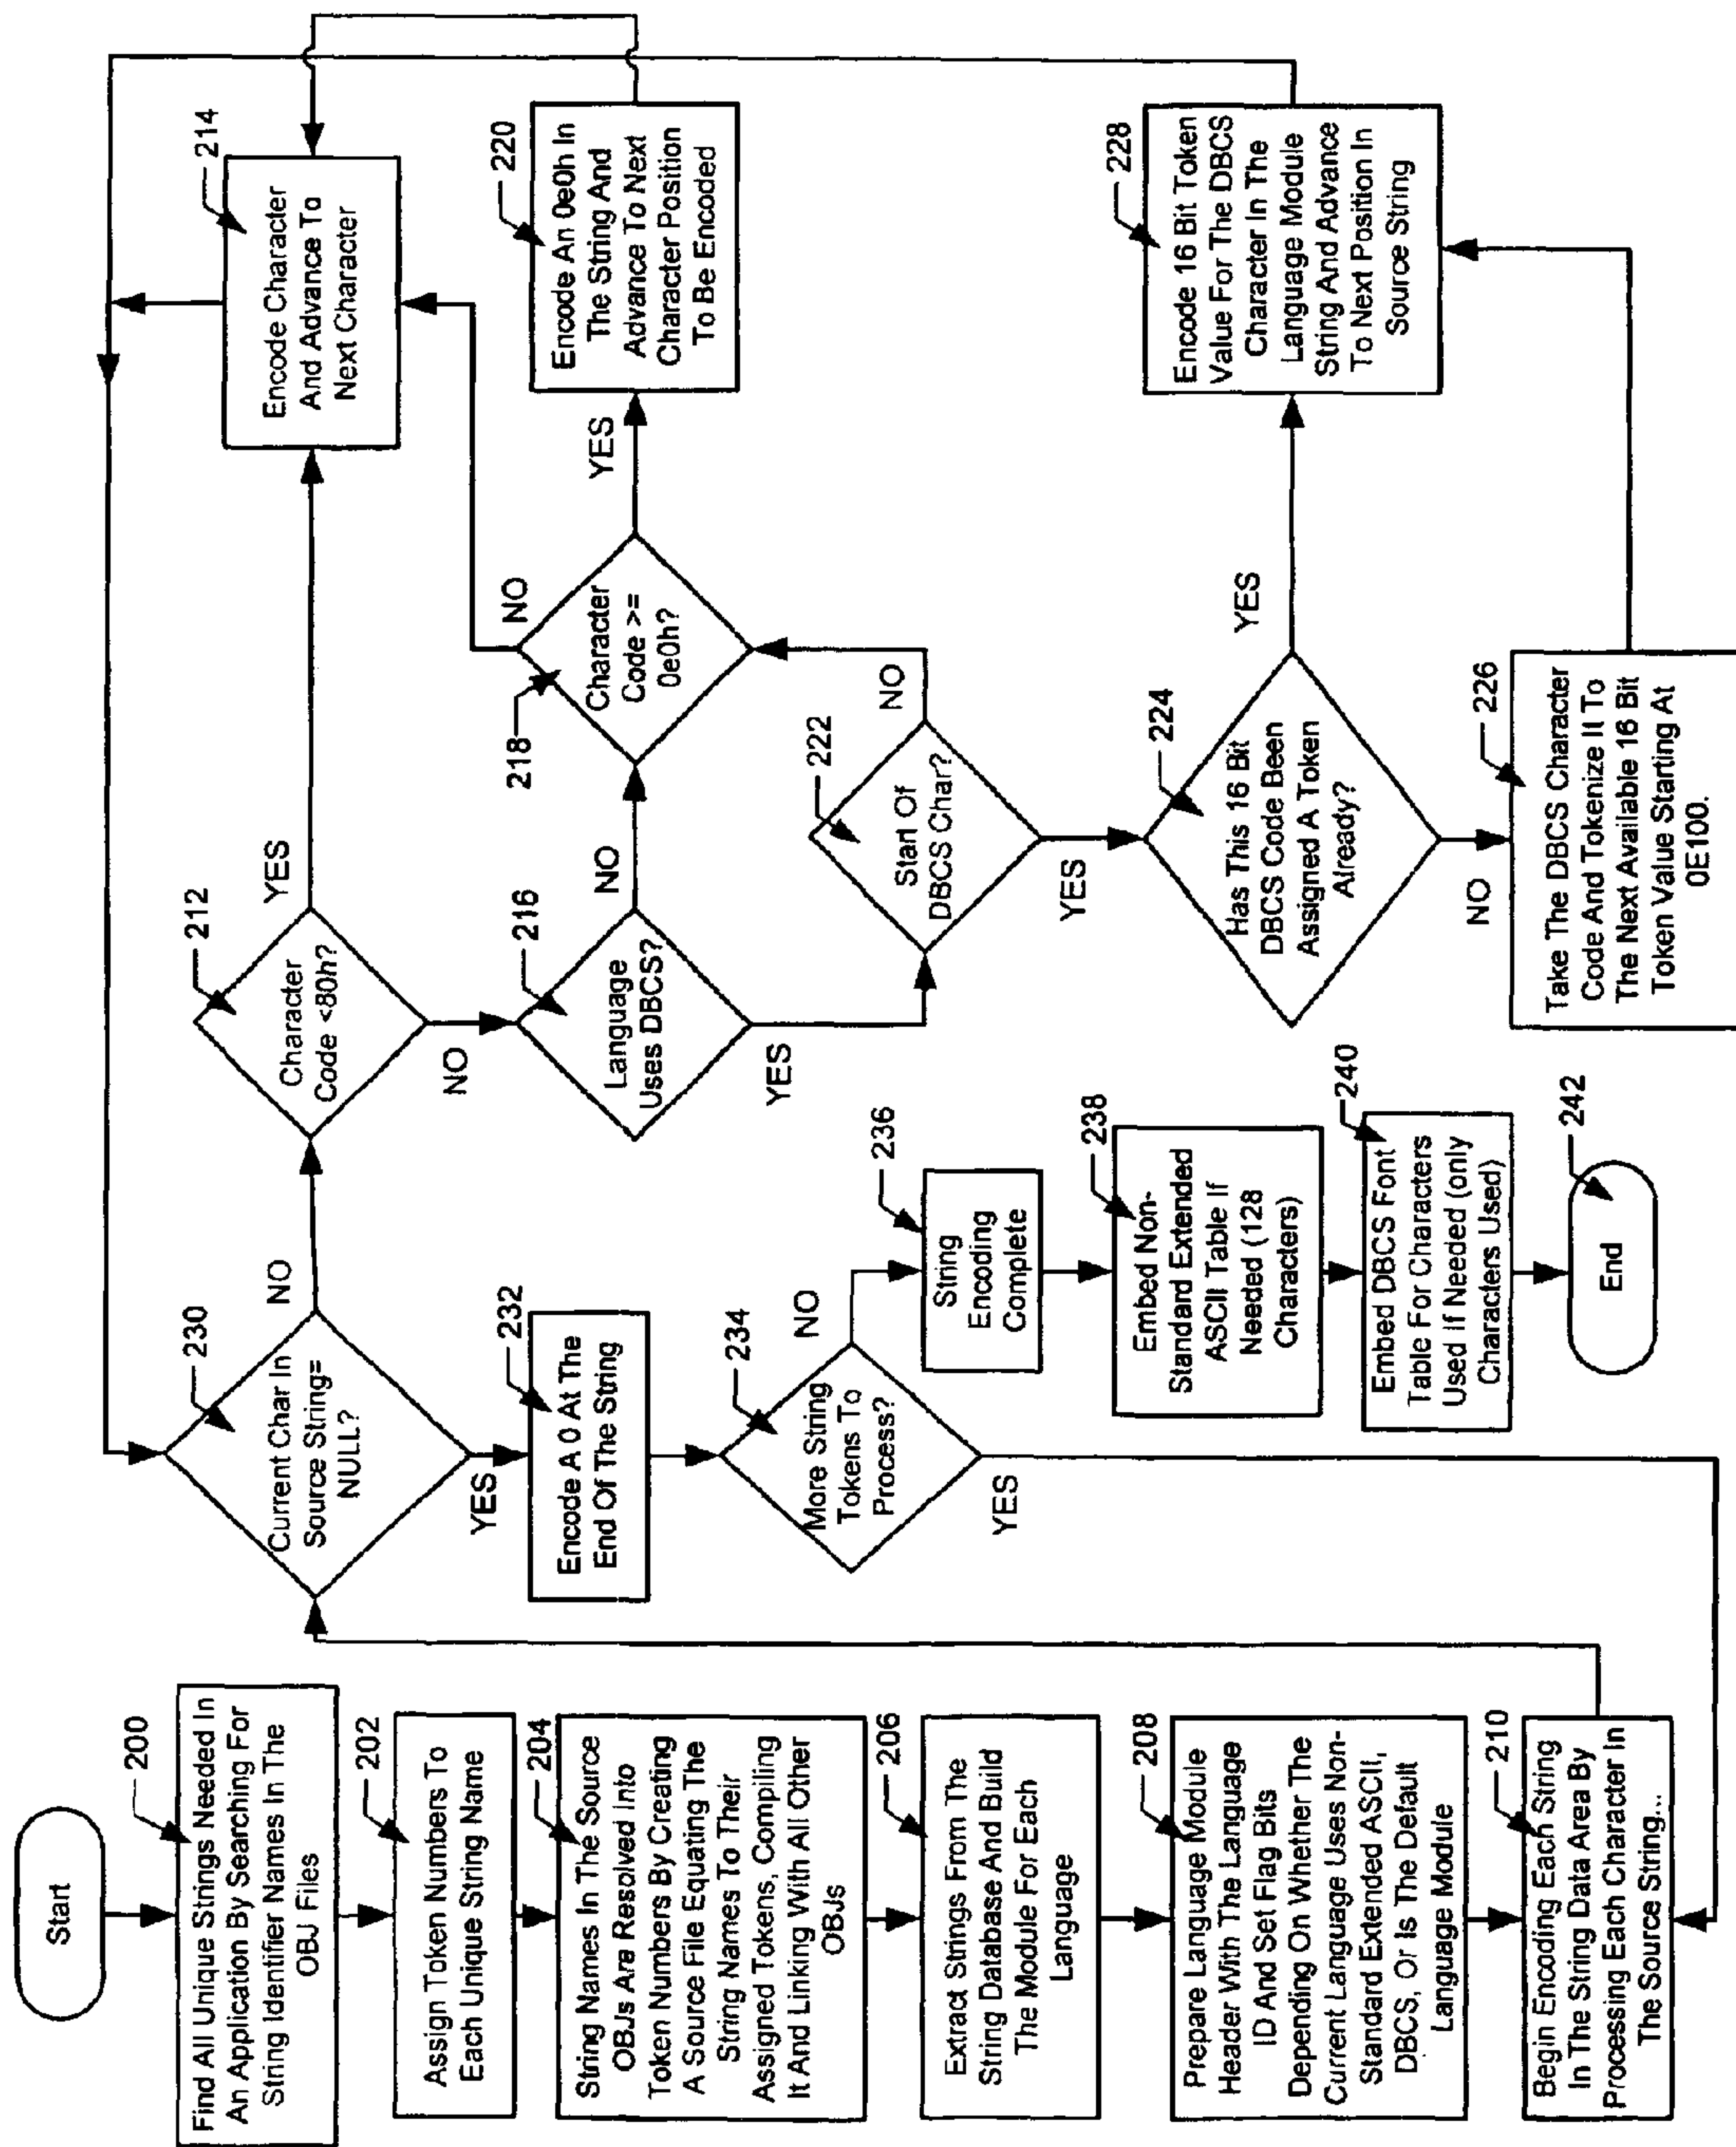 Start
200
Find All Unique Strings Needed In
An Application By Searching For
String Identifier Names In The
OBJ Files
202
Assign Token Numbers To
Each Unique String Name
204
String Names In The Source
OBJs Are Resolved Into
Token Numbers By Creating
A Source File Equating The
String Names To Their
Assigned Tokens, Compiling
It And Linking With All Other
OBJs
206
Extract Strings From The
String Database And Build
The Module For Each
Language
208
Prepare Language Module
Header With The Language
ID And Set Flag Bits
Depending On Whether The
Current Language Uses Non-
Standard Extended ASCII,
DBCS, Or Is The Default
Language Module
210
Begin Encoding Each String
In The String Data Area By
Processing Each Character In
The Source String...
230
Current Char In
Source String=
NULL?
NO
YES
232
Encode A 0 At The
End Of The String
234
More String
Tokens To
Process?
NO
YES
236
String
Encoding
Complete
238
Embed Non-
Standard Extended
ASCII Table If
Needed (128
Characters)
240
Embed DBCS Font
Table For Characters
Used If Needed (only
Characters Used)
242
End
212
Character
Code <80h?
YES
NO
214
Encode Character
And Advance To
Next Character
216
Language
Uses DBCS?
NO
YES
218
Character
Code >=
0e0h?
NO
YES
220
Encode An 0e0h In
The String And
Advance To Next
Character Position
To Be Encoded
222
Start Of
DBCS Char?
NO
YES
224
Has This 16 Bit
DBCS Code Been
Assigned A Token
Already?
YES
NO
226
Take The DBCS Character
Code And Tokenize It To
The Next Available 16 Bit
Token Value Starting At
0E100.
228
Encode 16 Bit Token
Value For The DBCS
Character In The
Language Module
String And Advance
To Next Position In
Source String